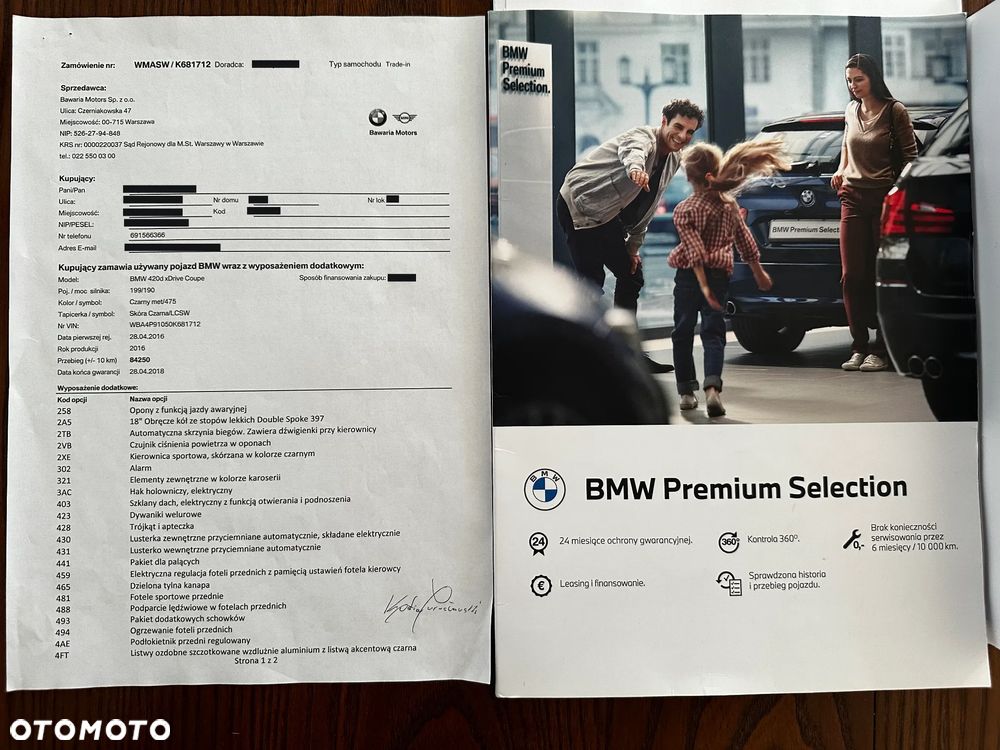 Zamówienie nr: WMASW / K681712 Doradca: Typ samochodu Trade-in
Sprzedawca:
Bawaria Motors Sp. z o.o.
Ulica: Czerniakowska 47
Miejscowość: 00-715 Warszawa
NIP: 526-27-94-848
KRS nr: 0000220037 Sąd Rejonowy dla M.St. Warszawy w Warszawie
tel.: 022 550 03 00
Bawaria Motors
Kupujący:
Pani/Pan
Ulica: Nr domu Nr lok
Miejscowość: Kod
NIP/PESEL:
Nr telefonu 691566366
Adres E-mail
Kupujący zamawia używany pojazd BMW wraz z wyposażeniem dodatkowym:
Model: BMW 420d xDrive Coupe Sposób finansowania zakupu:
Poj. / moc silnika: 199/190
Kolor / symbol: Czarny met/475
Tapicerka / symbol: Skóra Czarna/LCSW
Nr VIN: WBA4P91050K681712
Data pierwszej rej. 28.04.2016
Rok produkcji 2016
Przebieg (+/- 10 km) 84250
Data końca gwarancji 28.04.2018
Wyposażenie dodatkowe:
Kod opcji Nazwa opcji
258 Opony z funkcją jazdy awaryjnej
2A5 18" Obręcze kół ze stopów lekkich Double Spoke 397
2TB Automatyczna skrzynia biegów. Zawiera dźwigienki przy kierownicy
2VB Czujnik ciśnienia powietrza w oponach
2XE Kierownica sportowa, skórzana w kolorze czarnym
302 Alarm
321 Elementy zewnętrzne w kolorze karoserii
3AC Hak holowniczy, elektryczny
403 Szklany dach, elektryczny z funkcją otwierania i podnoszenia
423 Dywaniki welurowe
428 Trójkąt i apteczka
430 Lusterka zewnętrzne przyciemniane automatycznie, składane elektrycznie
431 Lusterko wewnętrzne przyciemniane automatycznie
441 Pakiet dla palących
459 Elektryczna regulacja foteli przednich z pamięcią ustawień fotela kierowcy
465 Dzielona tylna kanapa
481 Fotele sportowe przednie
488 Podparcie lędźwiowe w fotelach przednich
493 Pakiet dodatkowych schowków
494 Ogrzewanie foteli przednich
4AE Podłokietnik przedni regulowany
4FT Listwy ozdobne szczotkowane wzdłużnie aluminium z listwą akcentową czarna
Strona 1 z 2
BMW
Premium
Selection.
BMW Premium Select
BMW
BMW Premium Selection
24 24 miesiące ochrony gwarancyjnej.
360° Kontrola 360°.
0,- Brak konieczności
serwisowania przez
6 miesięcy / 10 000 km.
€ Leasing i finansowanie.
Sprawdzona historia
i przebieg pojazdu.
OTOMOTO